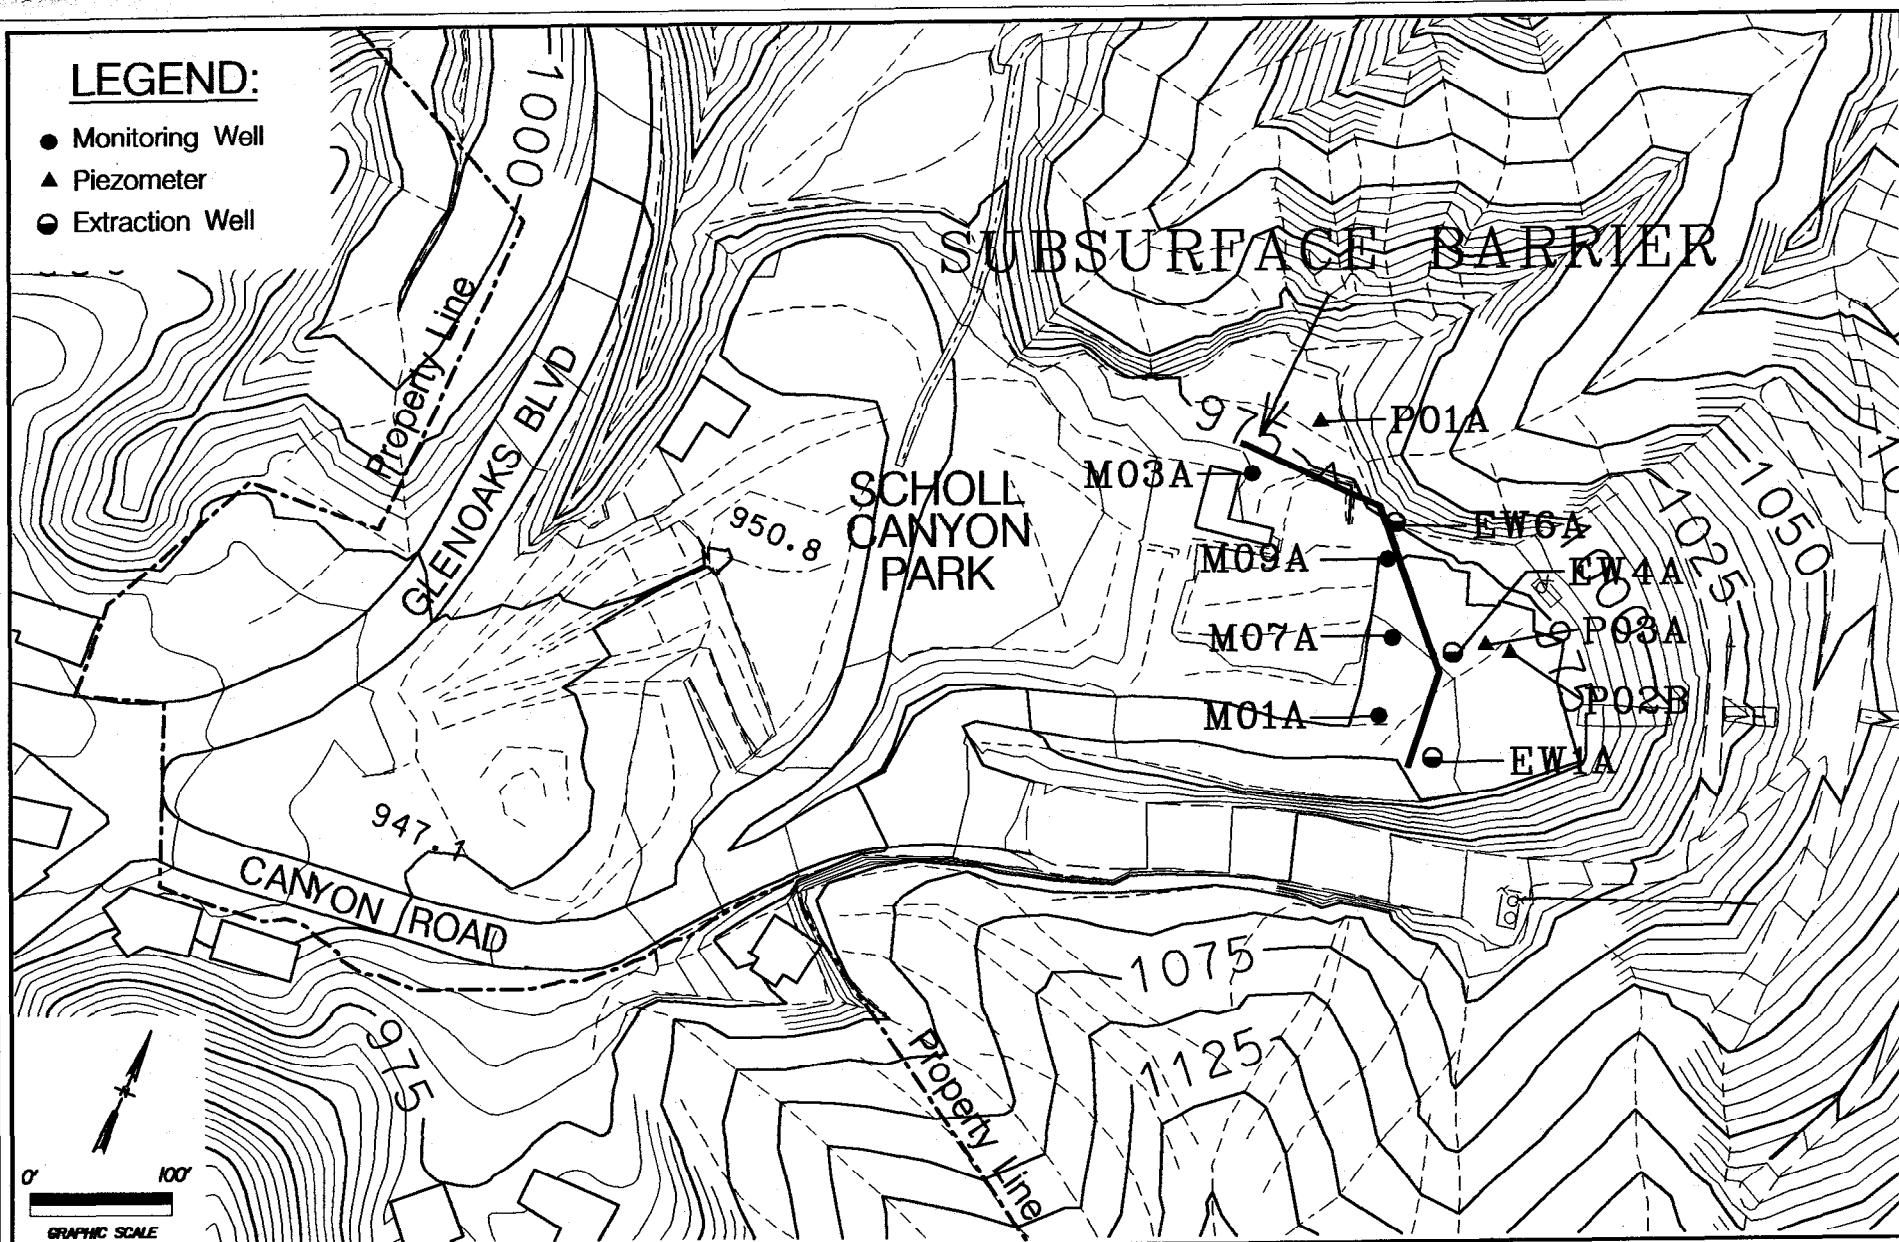 LEGEND:
Monitoring Well
Piezometer
Extraction Well
1000
Property Line
GLENOAKS BLVD
SUBSURFACE BARRIER
975
P01A
M03A
SCHOLL
CANYON
PARK
950.8
EW6A
M09A
EW4A
1000
1025
1050
M07A
P03A
975
M01A
P02B
EW1A
947.1
CANYON ROAD
1075
1125
975
Property Line
0' 100'
GRAPHIC SCALE